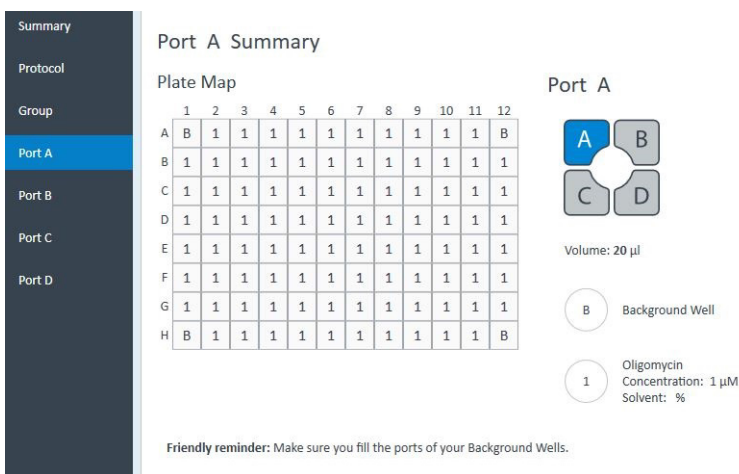 Summary
Protocol
Group
Port A
Port B
Port C
Port D
Port A Summary
Plate Map
1 2 3 4 5 6 7 8 9 10 11 12
A B 1 1 1 1 1 1 1 1 1 1 B
B 1 1 1 1 1 1 1 1 1 1 1 1
C 1 1 1 1 1 1 1 1 1 1 1 1
D 1 1 1 1 1 1 1 1 1 1 1 1
E 1 1 1 1 1 1 1 1 1 1 1 1
F 1 1 1 1 1 1 1 1 1 1 1 1
G 1 1 1 1 1 1 1 1 1 1 1 1
H B 1 1 1 1 1 1 1 1 1 1 B
Port A
A B
C D
Volume: 20 µl
B Background Well
Oligomycin
1 Concentration: 1 µM
Solvent: %
Friendly reminder: Make sure you fill the ports of your Background Wells.